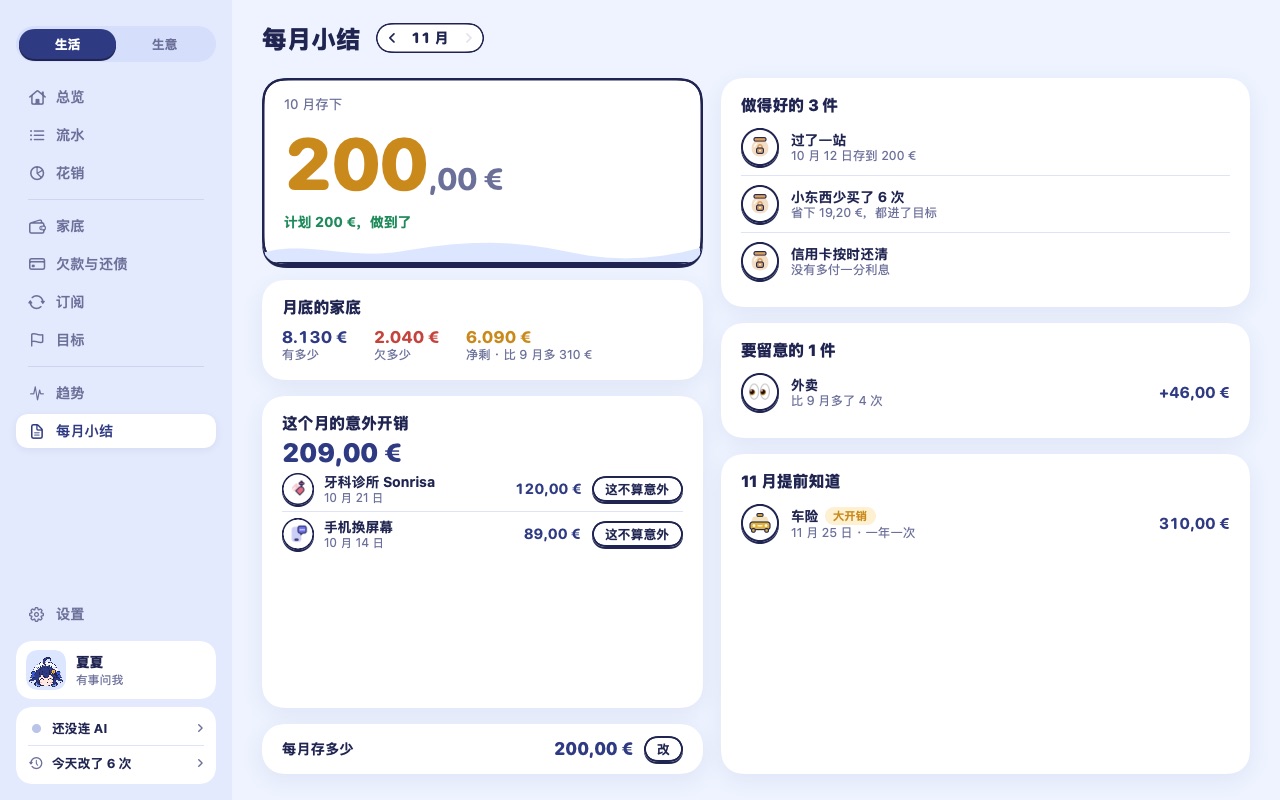 生活
生意
总览
流水
花销
家底
欠款与还债
订阅
目标
趋势
每月小结
设置
夏夏
有事问我
还没连 AI
今天改了 6 次
每月小结
11 月
10 月存下
200,00 €
计划 200 €，做到了
月底的家底
8.130 € 2.040 € 6.090 €
有多少 欠多少 净剩 · 比 9 月多 310 €
这个月的意外开销
209,00 €
牙科诊所 Sonrisa
10 月 21 日
120,00 €
这不算意外
手机换屏幕
10 月 14 日
89,00 €
这不算意外
每月存多少
200,00 €
改
做得好的 3 件
过了一站
10 月 12 日存到 200 €
小东西少买了 6 次
省下 19,20 €，都进了目标
信用卡按时还清
没有多付一分利息
要留意的 1 件
外卖
比 9 月多了 4 次
+46,00 €
11 月提前知道
车险 大开销
11 月 25 日 · 一年一次
310,00 €